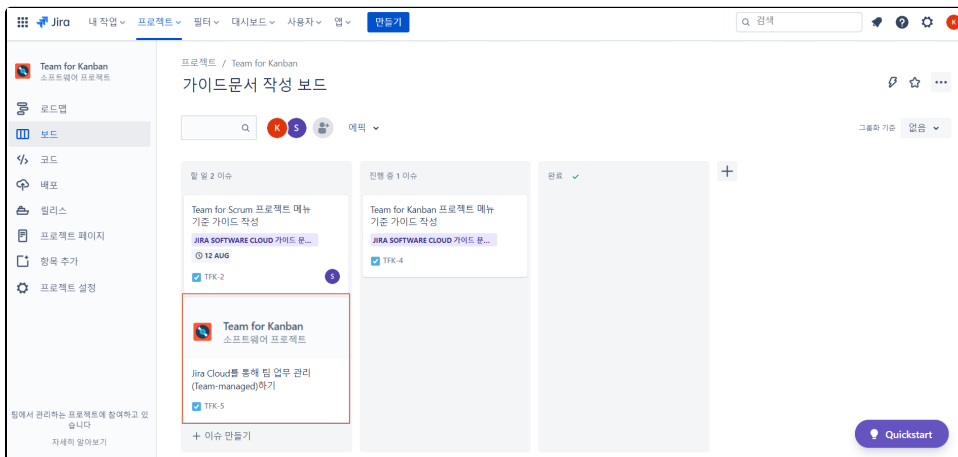 Jira
내 작업
프로젝트
필터
대시보드
사용자
앱
만들기
검색
K
Team for Kanban
소프트웨어 프로젝트
로드맵
보드
코드
배포
릴리스
프로젝트 페이지
항목 추가
프로젝트 설정
팀에서 관리하는 프로젝트에 참여하고 있
습니다
자세히 알아보기
프로젝트 / Team for Kanban
가이드문서 작성 보드
K
S
에픽
그룹화 기준
없음
할 일 2 이슈
Team for Scrum 프로젝트 메뉴
기준 가이드 작성
JIRA SOFTWARE CLOUD 가이드 문...
12 AUG
TFK-2
S
Team for Kanban
소프트웨어 프로젝트
Jira Cloud를 통해 팀 업무 관리
(Team-managed)하기
TFK-5
+ 이슈 만들기
진행 중 1 이슈
Team for Kanban 프로젝트 메뉴
기준 가이드 작성
JIRA SOFTWARE CLOUD 가이드 문...
TFK-4
완료
Quickstart